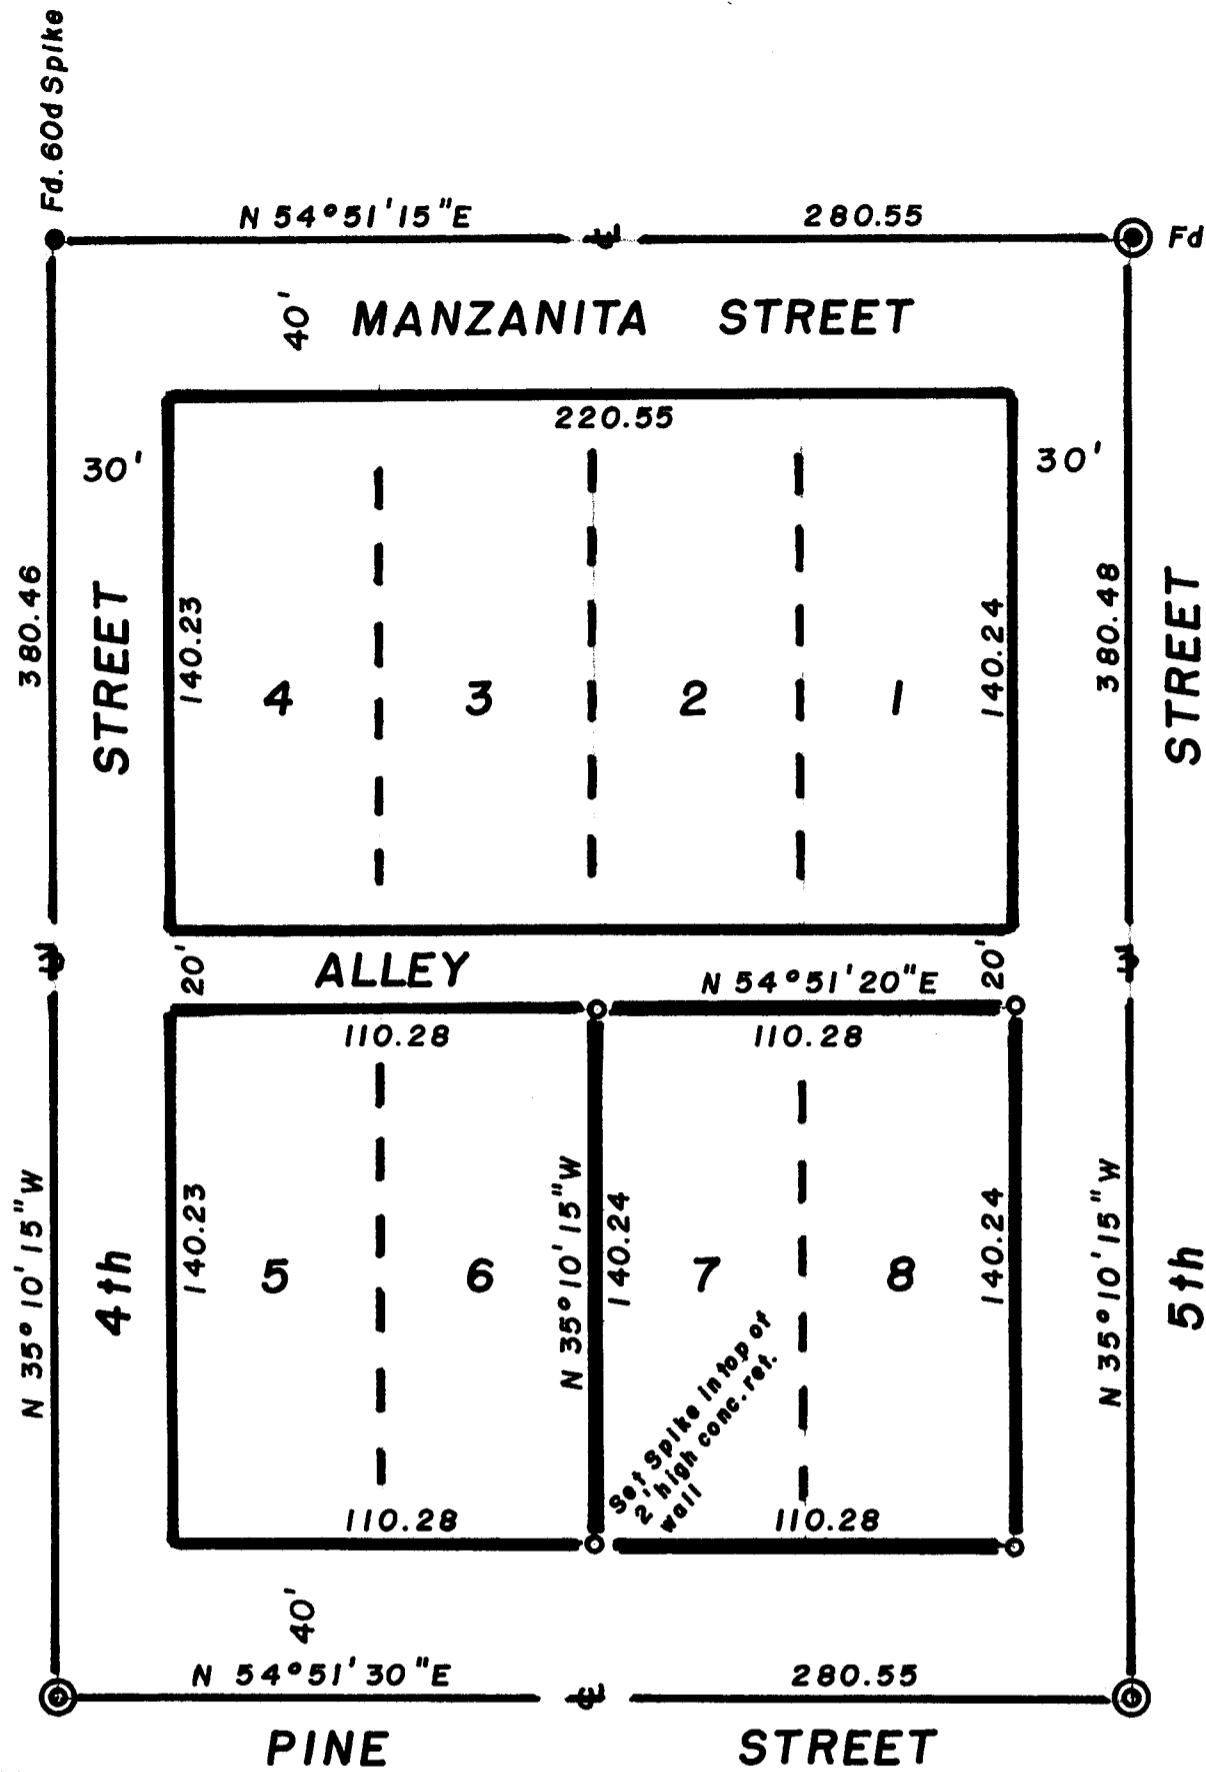 Fd. 60d Spike
N 54°51'15"E
℄
280.55
Fd
40'
MANZANITA STREET
220.55
30'
30'
380.46
STREET
140.23
4
3
2
1
140.24
380.48
STREET
℄
20'
ALLEY
N 54°51'20"E
20'
℄
110.28
110.28
N 35°10'15"W
4th
140.23
5
6
N 35°10'15"W
140.24
7
8
140.24
N 35°10'15"W
5th
Set Spike in top of
2' high conc. ret.
wall
110.28
110.28
40'
N 54°51'30"E
℄
280.55
PINE STREET